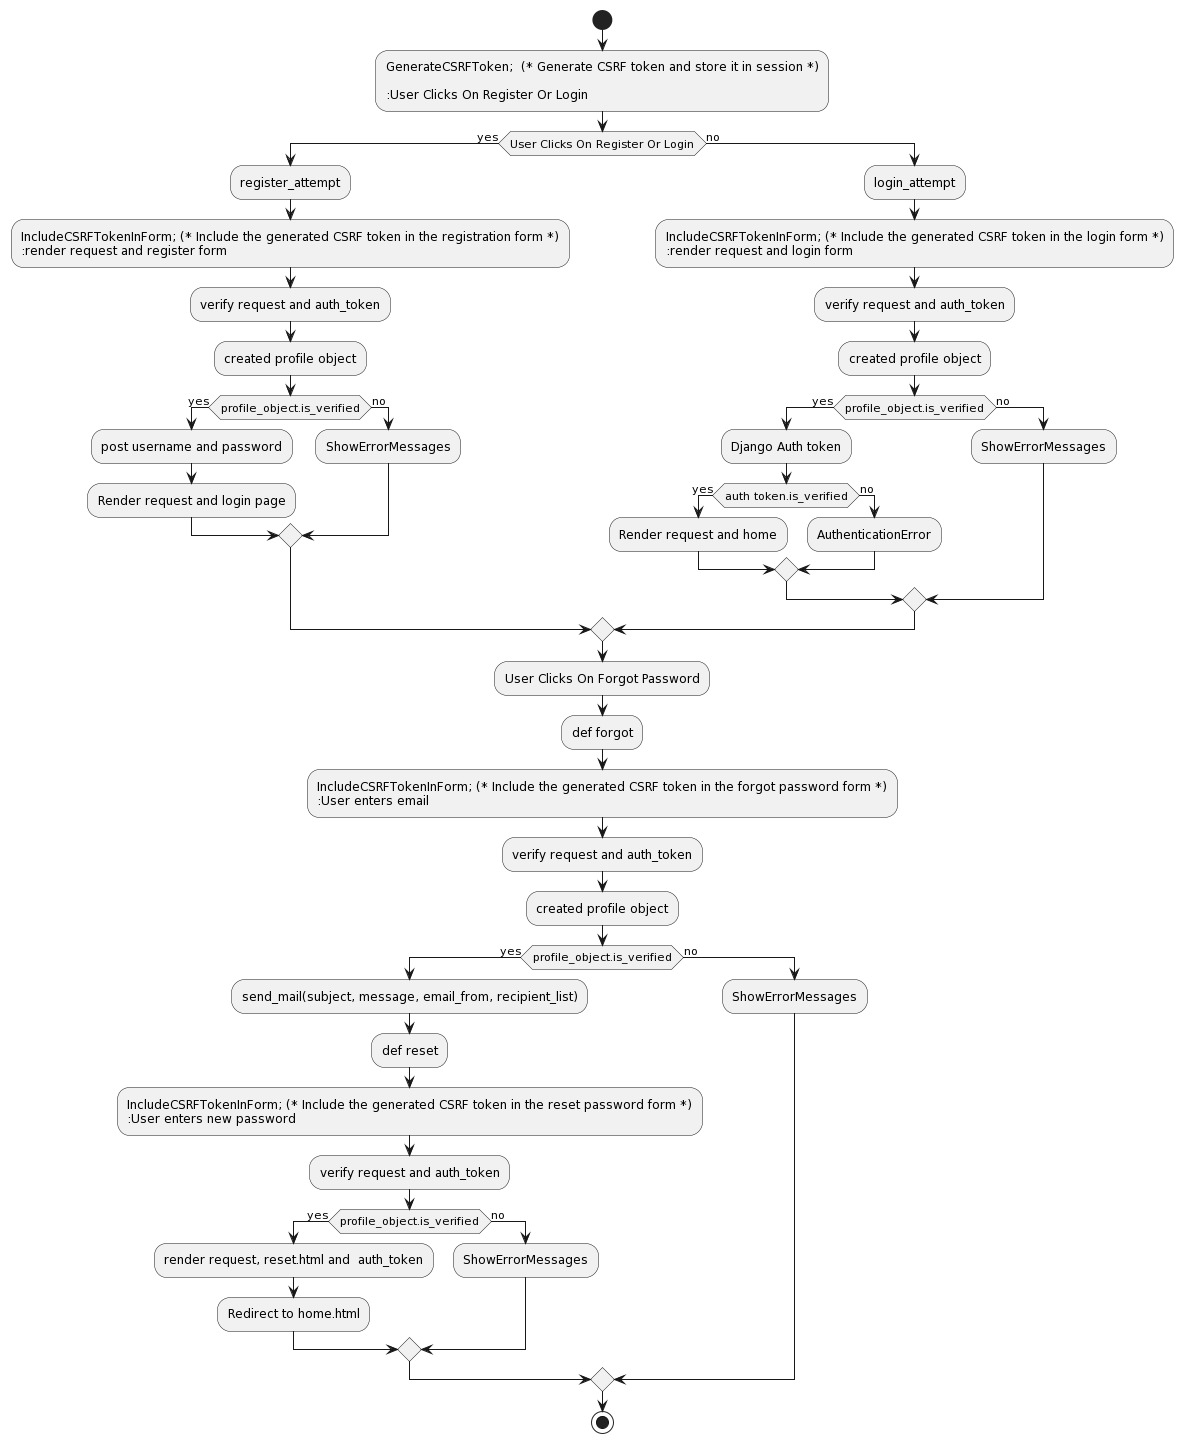 GenerateCSRFToken;  (* Generate CSRF token and store it in session *)
:User Clicks On Register Or Login
yes
User Clicks On Register Or Login
no
register_attempt
IncludeCSRFTokenInForm; (* Include the generated CSRF token in the registration form *)
:render request and register form
verify request and auth_token
created profile object
yes
profile_object.is_verified
no
post username and password
ShowErrorMessages
Render request and login page
login_attempt
IncludeCSRFTokenInForm; (* Include the generated CSRF token in the login form *)
:render request and login form
verify request and auth_token
created profile object
yes
profile_object.is_verified
no
Django Auth token
ShowErrorMessages
yes
auth token.is_verified
no
Render request and home
AuthenticationError
User Clicks On Forgot Password
def forgot
IncludeCSRFTokenInForm; (* Include the generated CSRF token in the forgot password form *)
:User enters email
verify request and auth_token
created profile object
yes
profile_object.is_verified
no
send_mail(subject, message, email_from, recipient_list)
ShowErrorMessages
def reset
IncludeCSRFTokenInForm; (* Include the generated CSRF token in the reset password form *)
:User enters new password
verify request and auth_token
yes
profile_object.is_verified
no
render request, reset.html and  auth_token
ShowErrorMessages
Redirect to home.html